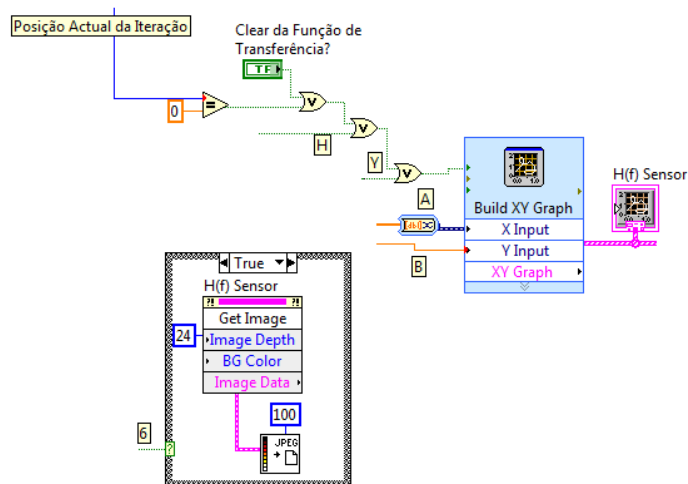 Posição Actual da Iteração
Clear da Função de
Transferência?
TF
0
=
V
V
H
V
Y
A
Build XY Graph
X Input
Y Input
XY Graph
B
H(f) Sensor
True
H(f) Sensor
?! ?!
Get Image
24
Image Depth
BG Color
Image Data
100
JPEG
6
?